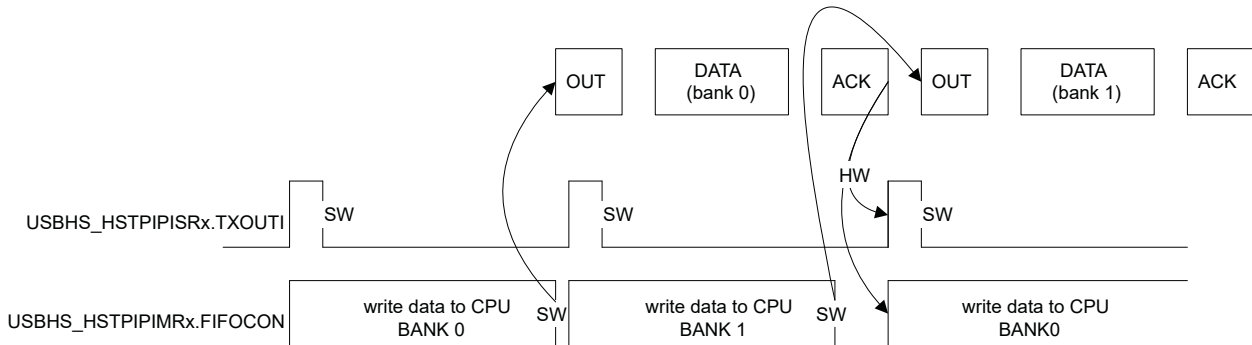 OUT
DATA
(bank 0)
ACK
OUT
DATA
(bank 1)
ACK
HW
USBHS_HSTPIPISRx.TXOUTI
SW
SW
SW
USBHS_HSTPIPIMRx.FIFOCON
write data to CPU
BANK 0
SW
write data to CPU
BANK 1
SW
write data to CPU
BANK0